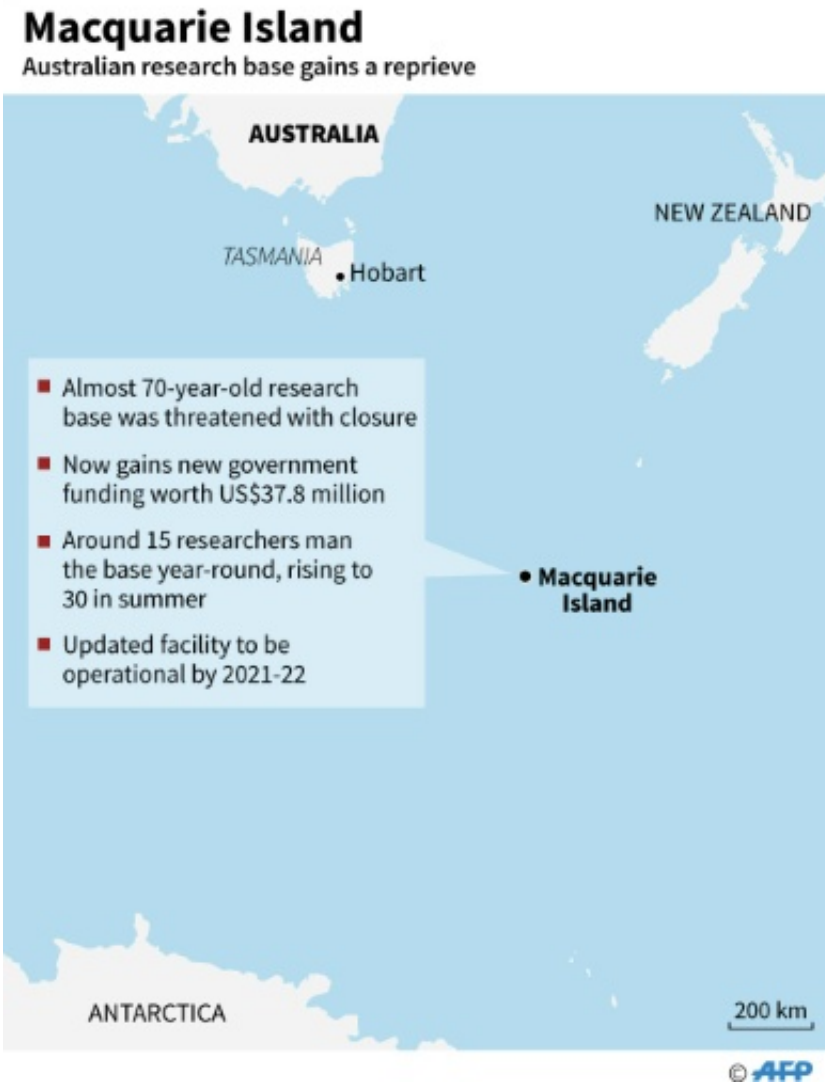 Macquarie Island
Australian research base gains a reprieve
AUSTRALIA
NEW ZEALAND
TASMANIA
Hobart
Almost 70-year-old research
base was threatened with closure
Now gains new government
funding worth US$37.8 million
Around 15 researchers man
the base year-round, rising to
30 in summer
Updated facility to be
operational by 2021-22
Macquarie
Island
ANTARCTICA
200 km
© AFP